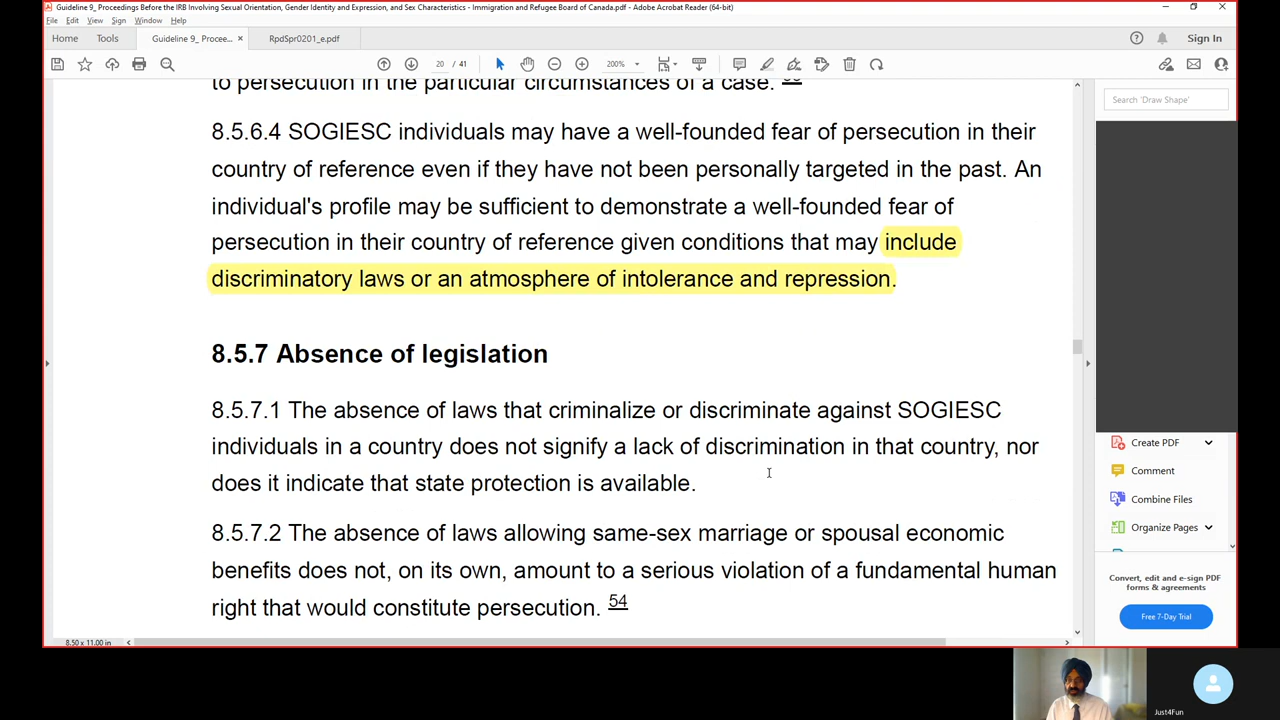 Guideline 9_ Proceedings Before the IRB Involving Sexual Orientation, Gender Identity and Expression, and Sex Characteristics - Immigration and Refugee Board of Canada.pdf - Adobe Acrobat Reader (64-bit)
File Edit View Sign Window Help
Home Tools Guideline 9_ Procee... × RpdSpr0201_e.pdf Sign In
20 / 41 200%
to persecution in the particular circumstances of a case.
8.5.6.4 SOGIESC individuals may have a well-founded fear of persecution in their
country of reference even if they have not been personally targeted in the past. An
individual's profile may be sufficient to demonstrate a well-founded fear of
persecution in their country of reference given conditions that may include
discriminatory laws or an atmosphere of intolerance and repression.
8.5.7 Absence of legislation
8.5.7.1 The absence of laws that criminalize or discriminate against SOGIESC
individuals in a country does not signify a lack of discrimination in that country, nor
does it indicate that state protection is available.
8.5.7.2 The absence of laws allowing same-sex marriage or spousal economic
benefits does not, on its own, amount to a serious violation of a fundamental human
right that would constitute persecution. 54
8.50 x 11.00 in
Search 'Draw Shape'
Create PDF
Comment
Combine Files
Organize Pages
Convert, edit and e-sign PDF
forms & agreements
Free 7-Day Trial
Just4Fun